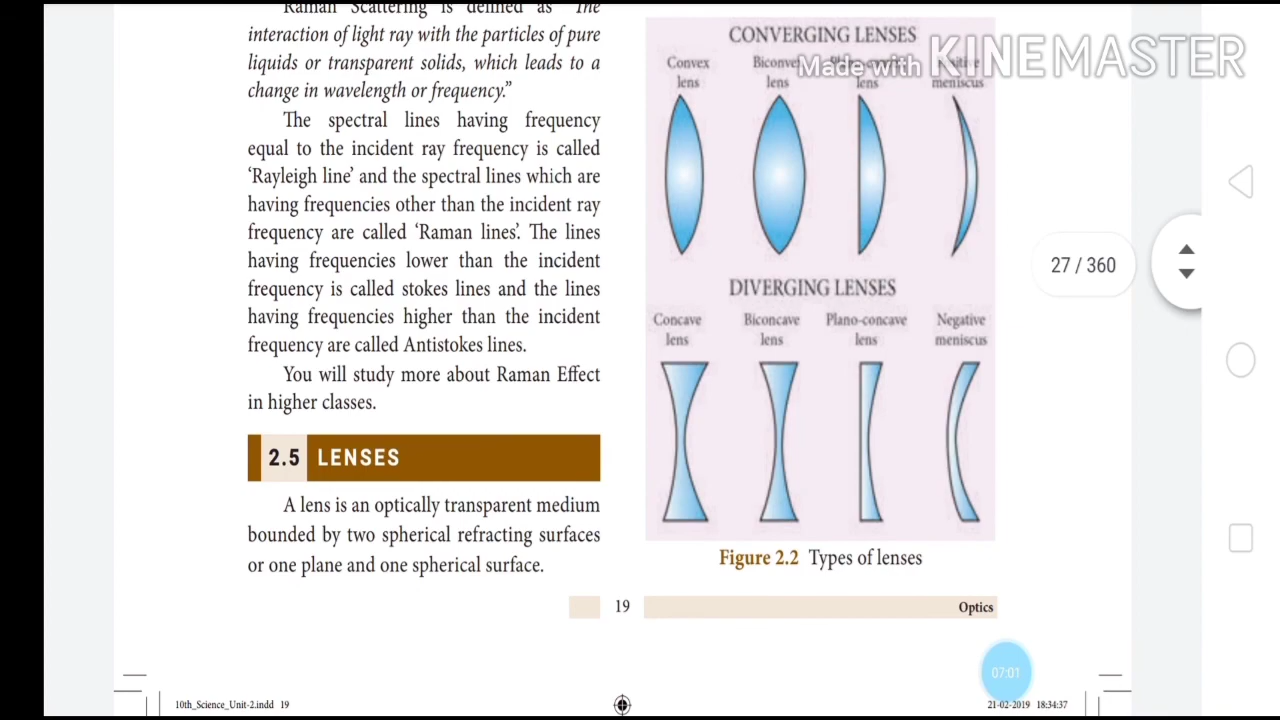 Raman Scattering is defined as “The
interaction of light ray with the particles of pure
liquids or transparent solids, which leads to a
change in wavelength or frequency.”
The spectral lines having frequency
equal to the incident ray frequency is called
‘Rayleigh line’ and the spectral lines which are
having frequencies other than the incident ray
frequency are called ‘Raman lines’. The lines
having frequencies lower than the incident
frequency is called stokes lines and the lines
having frequencies higher than the incident
frequency are called Antistokes lines.
You will study more about Raman Effect
in higher classes.
2.5 LENSES
A lens is an optically transparent medium
bounded by two spherical refracting surfaces
or one plane and one spherical surface.
CONVERGING LENSES
Made with KINEMASTER
Convex
lens
Biconvex
lens
lens
meniscus
DIVERGING LENSES
Concave
lens
Biconcave
lens
Plano-concave
lens
Negative
meniscus
Figure 2.2 Types of lenses
19
Optics
27 / 360
07:01
10th_Science_Unit-2.indd 19
21-02-2019 18:34:37